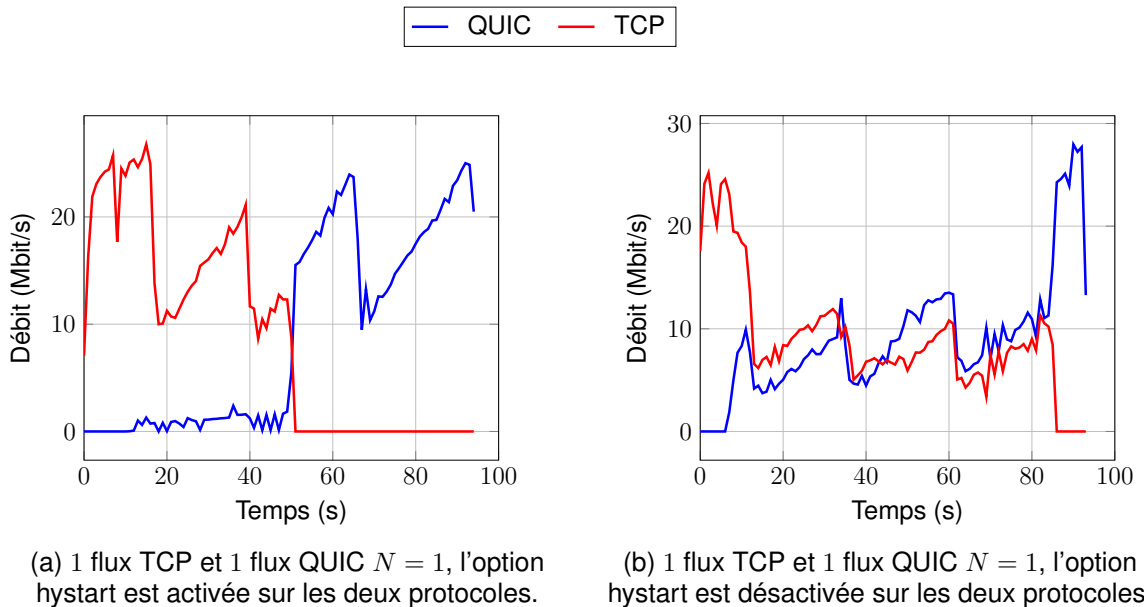 QUIC TCP
Débit (Mbit/s)
20
10
0
0 20 40 60 80 100
Temps (s)
(a) 1 flux TCP et 1 flux QUIC N = 1, l'option
hystart est activée sur les deux protocoles.
Débit (Mbit/s)
30
20
10
0
0 20 40 60 80 100
Temps (s)
(b) 1 flux TCP et 1 flux QUIC N = 1, l'option
hystart est désactivée sur les deux protocoles